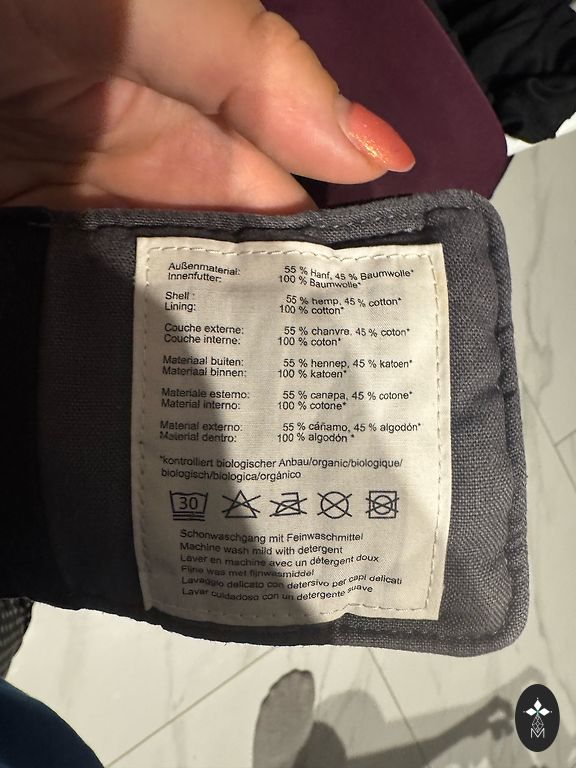 Außenmaterial: 55 % Hanf, 45 % Baumwolle*
Innenfutter: 100 % Baumwolle*
Shell : 55 % hemp, 45 % cotton*
Lining: 100 % cotton*
Couche externe: 55 % chanvre, 45 % coton*
Couche interne: 100 % coton*
Materiaal buiten: 55 % hennep, 45 % katoen*
Materiaal binnen: 100 % katoen*
Materiale esterno: 55 % canapa, 45 % cotone*
Material interno: 100 % cotone*
Material externo: 55 % cáñamo, 45 % algodón*
Material dentro: 100 % algodón *
*kontrolliert biologischer Anbau/organic/biologique/
biologisch/biologica/orgánico
30
Schonwaschgang mit Feinwaschmittel
Machine wash mild with detergent
Laver en machine avec un détergent doux
Fijne was met fijnwasmiddel
Lavaggio delicato con detersivo per capi delicati
Lavar cuidadoso con un detergente suave
M